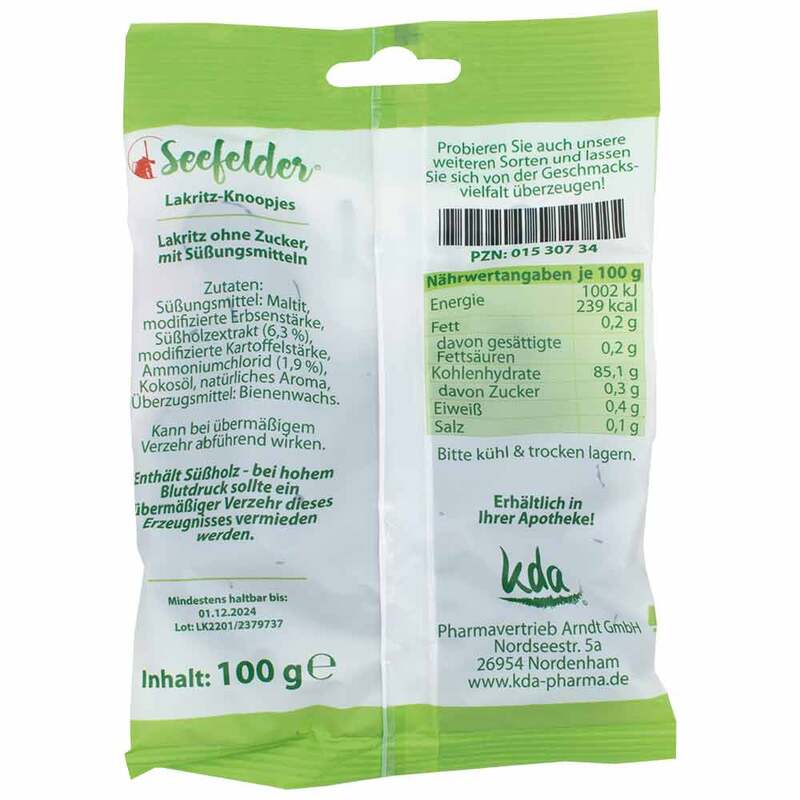 Seefelder®
Lakritz-Knoopjes
Lakritz ohne Zucker,
mit Süßungsmitteln
Zutaten:
Süßungsmittel: Maltit,
modifizierte Erbsenstärke,
Süßholzextrakt (6,3 %),
modifizierte Kartoffelstärke,
Ammoniumchlorid (1,9 %),
Kokosöl, natürliches Aroma,
Überzugsmittel: Bienenwachs.
Kann bei übermäßigem
Verzehr abführend wirken.
Enthält Süßholz - bei hohem
Blutdruck sollte ein
übermäßiger Verzehr dieses
Erzeugnisses vermieden
werden.
Mindestens haltbar bis:
01.12.2024
Lot: LK2201/2379737
Inhalt: 100 g ℮
Probieren Sie auch unsere
weiteren Sorten und lassen
Sie sich von der Geschmacks-
vielfalt überzeugen!
PZN: 015 307 34
Nährwertangaben je 100 g
Energie 1002 kJ
239 kcal
Fett 0,2 g
davon gesättigte
Fettsäuren 0,2 g
Kohlenhydrate 85,1 g
davon Zucker 0,3 g
Eiweiß 0,4 g
Salz 0,1 g
Bitte kühl & trocken lagern.
Erhältlich in
Ihrer Apotheke!
kda
Pharmavertrieb Arndt GmbH
Nordseestr. 5a
26954 Nordenham
www.kda-pharma.de